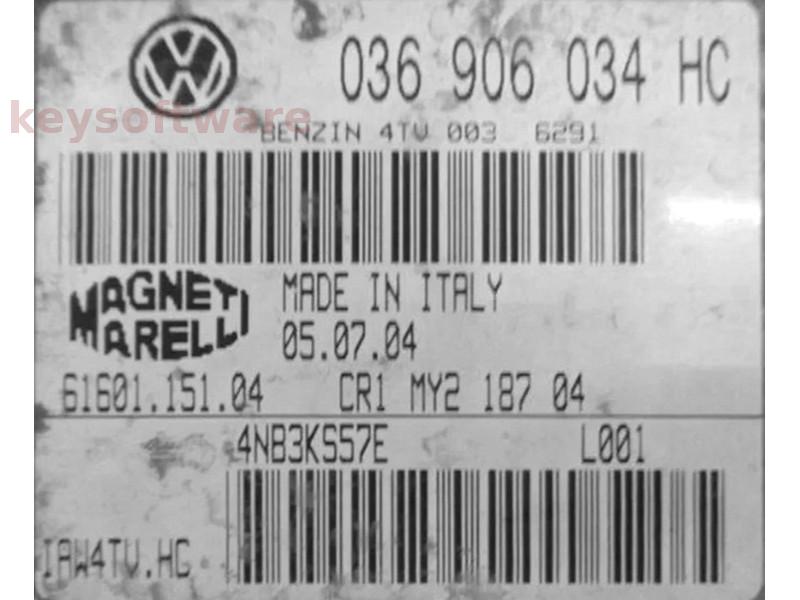 036 906 034 HC
keysoftware
BENZIN 4TV 003 6291
MAGNETI MARELLI
MADE IN ITALY
05.07.04
61601.151.04 CR1 MY2 187 04
4NB3KS57E L001
IAW4TV.HC